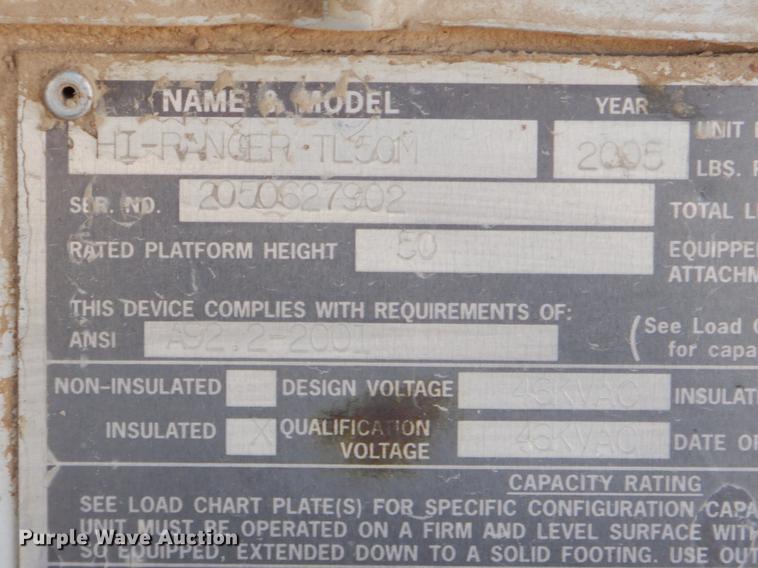 NAME & MODEL YEAR UNIT
HI-RANGER TL50M 2005 LBS.
SER. NO. 2050627902 TOTAL
RATED PLATFORM HEIGHT 50 EQUIPPE
ATTACHM
THIS DEVICE COMPLIES WITH REQUIREMENTS OF:
ANSI A92.2-2001 (See Load
for capa
NON-INSULATED DESIGN VOLTAGE 46KVAC INSULAT
INSULATED X QUALIFICATION VOLTAGE 46KVAC DATE OF
CAPACITY RATING
SEE LOAD CHART PLATE(S) FOR SPECIFIC CONFIGURATION CAPA
UNIT MUST BE OPERATED ON A FIRM AND LEVEL SURFACE WITH
SO EQUIPPED, EXTENDED DOWN TO A SOLID FOOTING. USE OUT
Purple Wave Auction